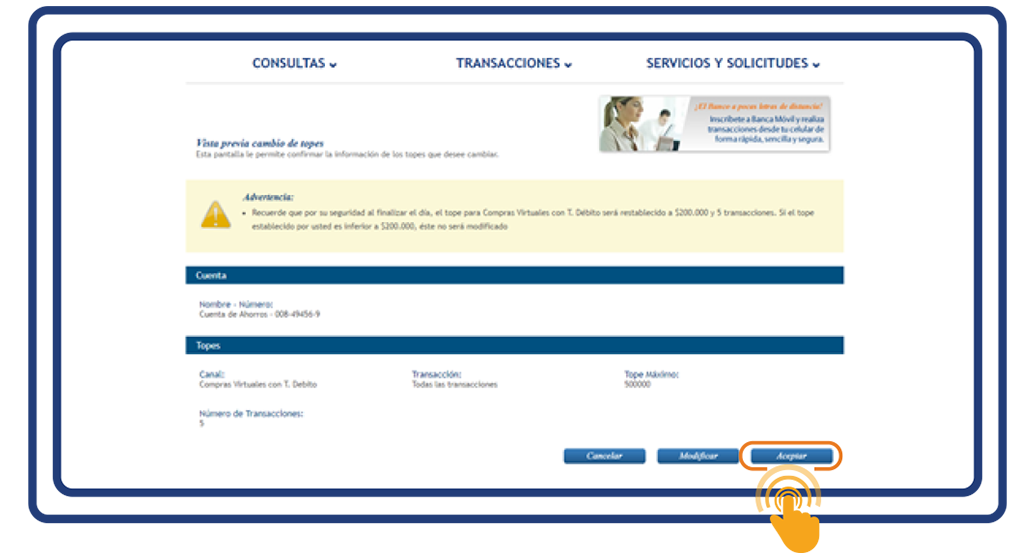 CONSULTAS
TRANSACCIONES
SERVICIOS Y SOLICITUDES
¡El Banco a pocas letras de distancia!
Inscríbete a Banca Móvil y realiza
transacciones desde tu celular de
forma rápida, sencilla y segura.
Vista previa cambio de topes
Esta pantalla le permite confirmar la información de los topes que desee cambiar.
Advertencia:
• Recuerde que por su seguridad al finalizar el día, el tope para Compras Virtuales con T. Débito será restablecido a $200.000 y 5 transacciones. Si el tope
establecido por usted es inferior a $200.000, éste no será modificado
Cuenta
Nombre - Número:
Cuenta de Ahorros - 008-49456-9
Topes
Canal:
Compras Virtuales con T. Debito
Transacción:
Todas las transacciones
Tope Máximo:
500000
Número de Transacciones:
5
Cancelar
Modificar
Aceptar